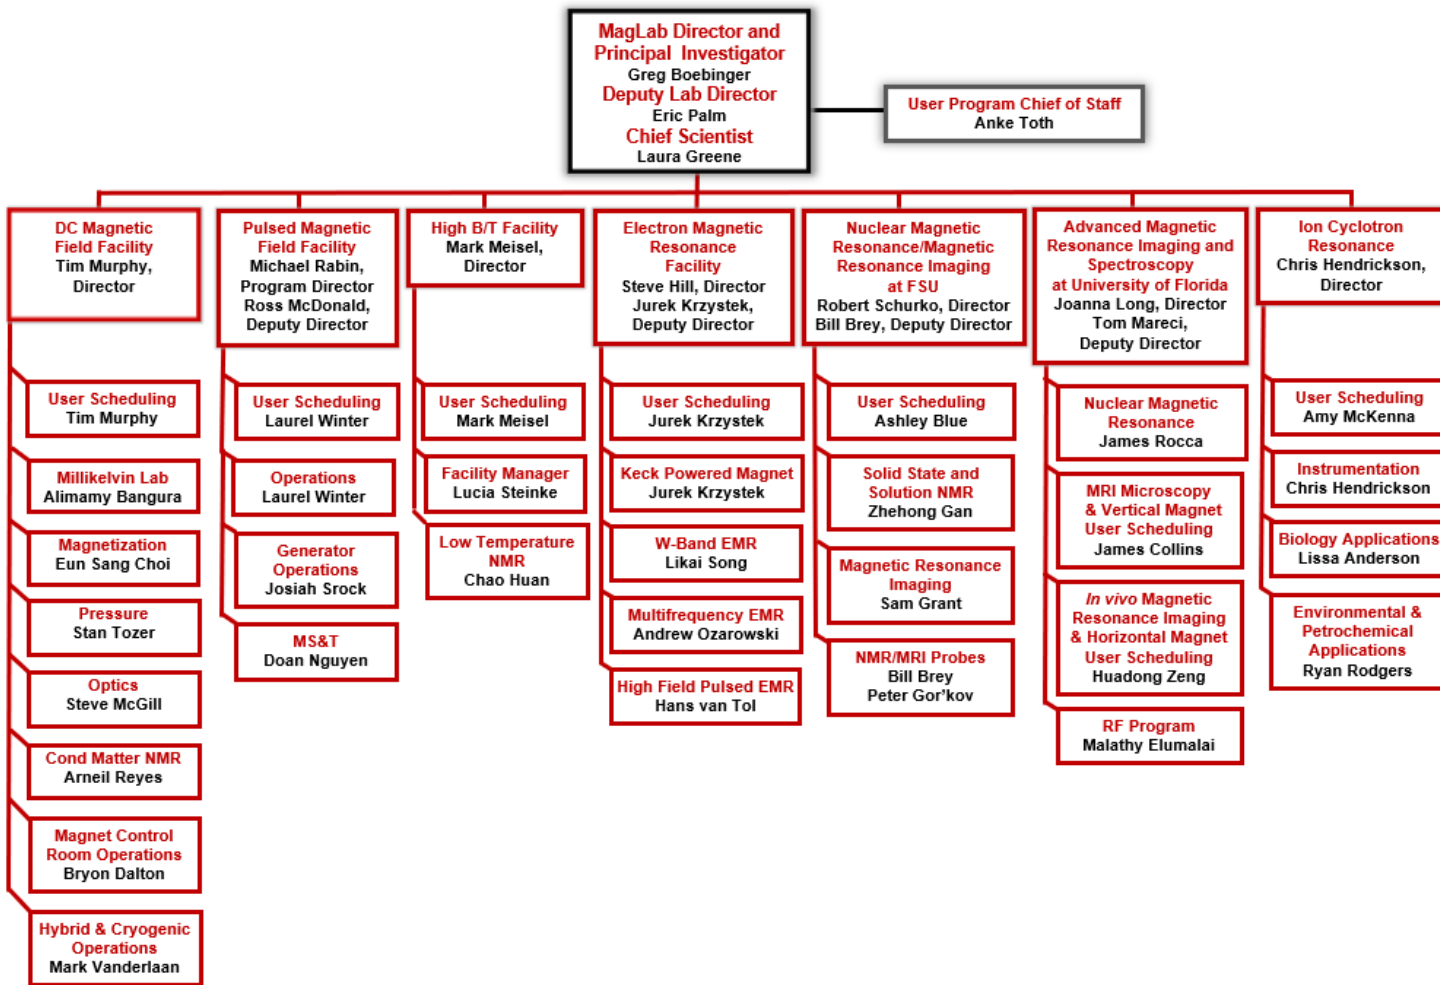 MagLab Director and
Principal Investigator
Greg Boebinger
Deputy Lab Director
Eric Palm
Chief Scientist
Laura Greene
User Program Chief of Staff
Anke Toth
DC Magnetic
Field Facility
Tim Murphy,
Director
User Scheduling
Tim Murphy
Millikelvin Lab
Alimamy Bangura
Magnetization
Eun Sang Choi
Pressure
Stan Tozer
Optics
Steve McGill
Cond Matter NMR
Arneil Reyes
Magnet Control
Room Operations
Bryon Dalton
Hybrid & Cryogenic
Operations
Mark Vanderlaan
Pulsed Magnetic
Field Facility
Michael Rabin,
Program Director
Ross McDonald,
Deputy Director
User Scheduling
Laurel Winter
Operations
Laurel Winter
Generator
Operations
Josiah Srock
MS&T
Doan Nguyen
High B/T Facility
Mark Meisel,
Director
User Scheduling
Mark Meisel
Facility Manager
Lucia Steinke
Low Temperature
NMR
Chao Huan
Electron Magnetic
Resonance
Facility
Steve Hill, Director
Jurek Krzystek,
Deputy Director
User Scheduling
Jurek Krzystek
Keck Powered Magnet
Jurek Krzystek
W-Band EMR
Likai Song
Multifrequency EMR
Andrew Ozarowski
High Field Pulsed EMR
Hans van Tol
Nuclear Magnetic
Resonance/Magnetic
Resonance Imaging
at FSU
Robert Schurko, Director
Bill Brey, Deputy Director
User Scheduling
Ashley Blue
Solid State and
Solution NMR
Zhehong Gan
Magnetic Resonance
Imaging
Sam Grant
NMR/MRI Probes
Bill Brey
Peter Gor'kov
Advanced Magnetic
Resonance Imaging and
Spectroscopy
at University of Florida
Joanna Long, Director
Tom Mareci,
Deputy Director
Nuclear Magnetic
Resonance
James Rocca
MRI Microscopy
& Vertical Magnet
User Scheduling
James Collins
In vivo Magnetic
Resonance Imaging
& Horizontal Magnet
User Scheduling
Huadong Zeng
RF Program
Malathy Elumalai
Ion Cyclotron
Resonance
Chris Hendrickson,
Director
User Scheduling
Amy McKenna
Instrumentation
Chris Hendrickson
Biology Applications
Lissa Anderson
Environmental &
Petrochemical
Applications
Ryan Rodgers